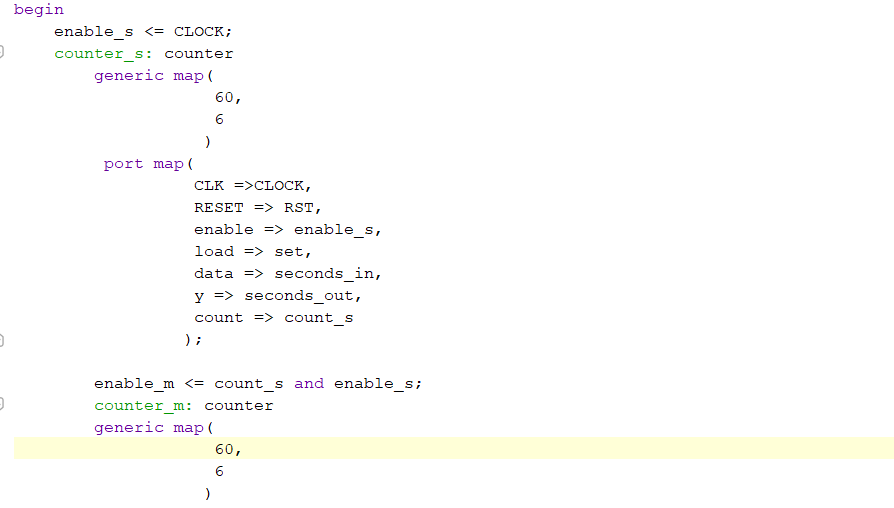 begin
enable_s <= CLOCK;
counter_s: counter
generic map(
60,
6
)
port map(
CLK =>CLOCK,
RESET => RST,
enable => enable_s,
load => set,
data => seconds_in,
y => seconds_out,
count => count_s
);
enable_m <= count_s and enable_s;
counter_m: counter
generic map(
60,
6
)